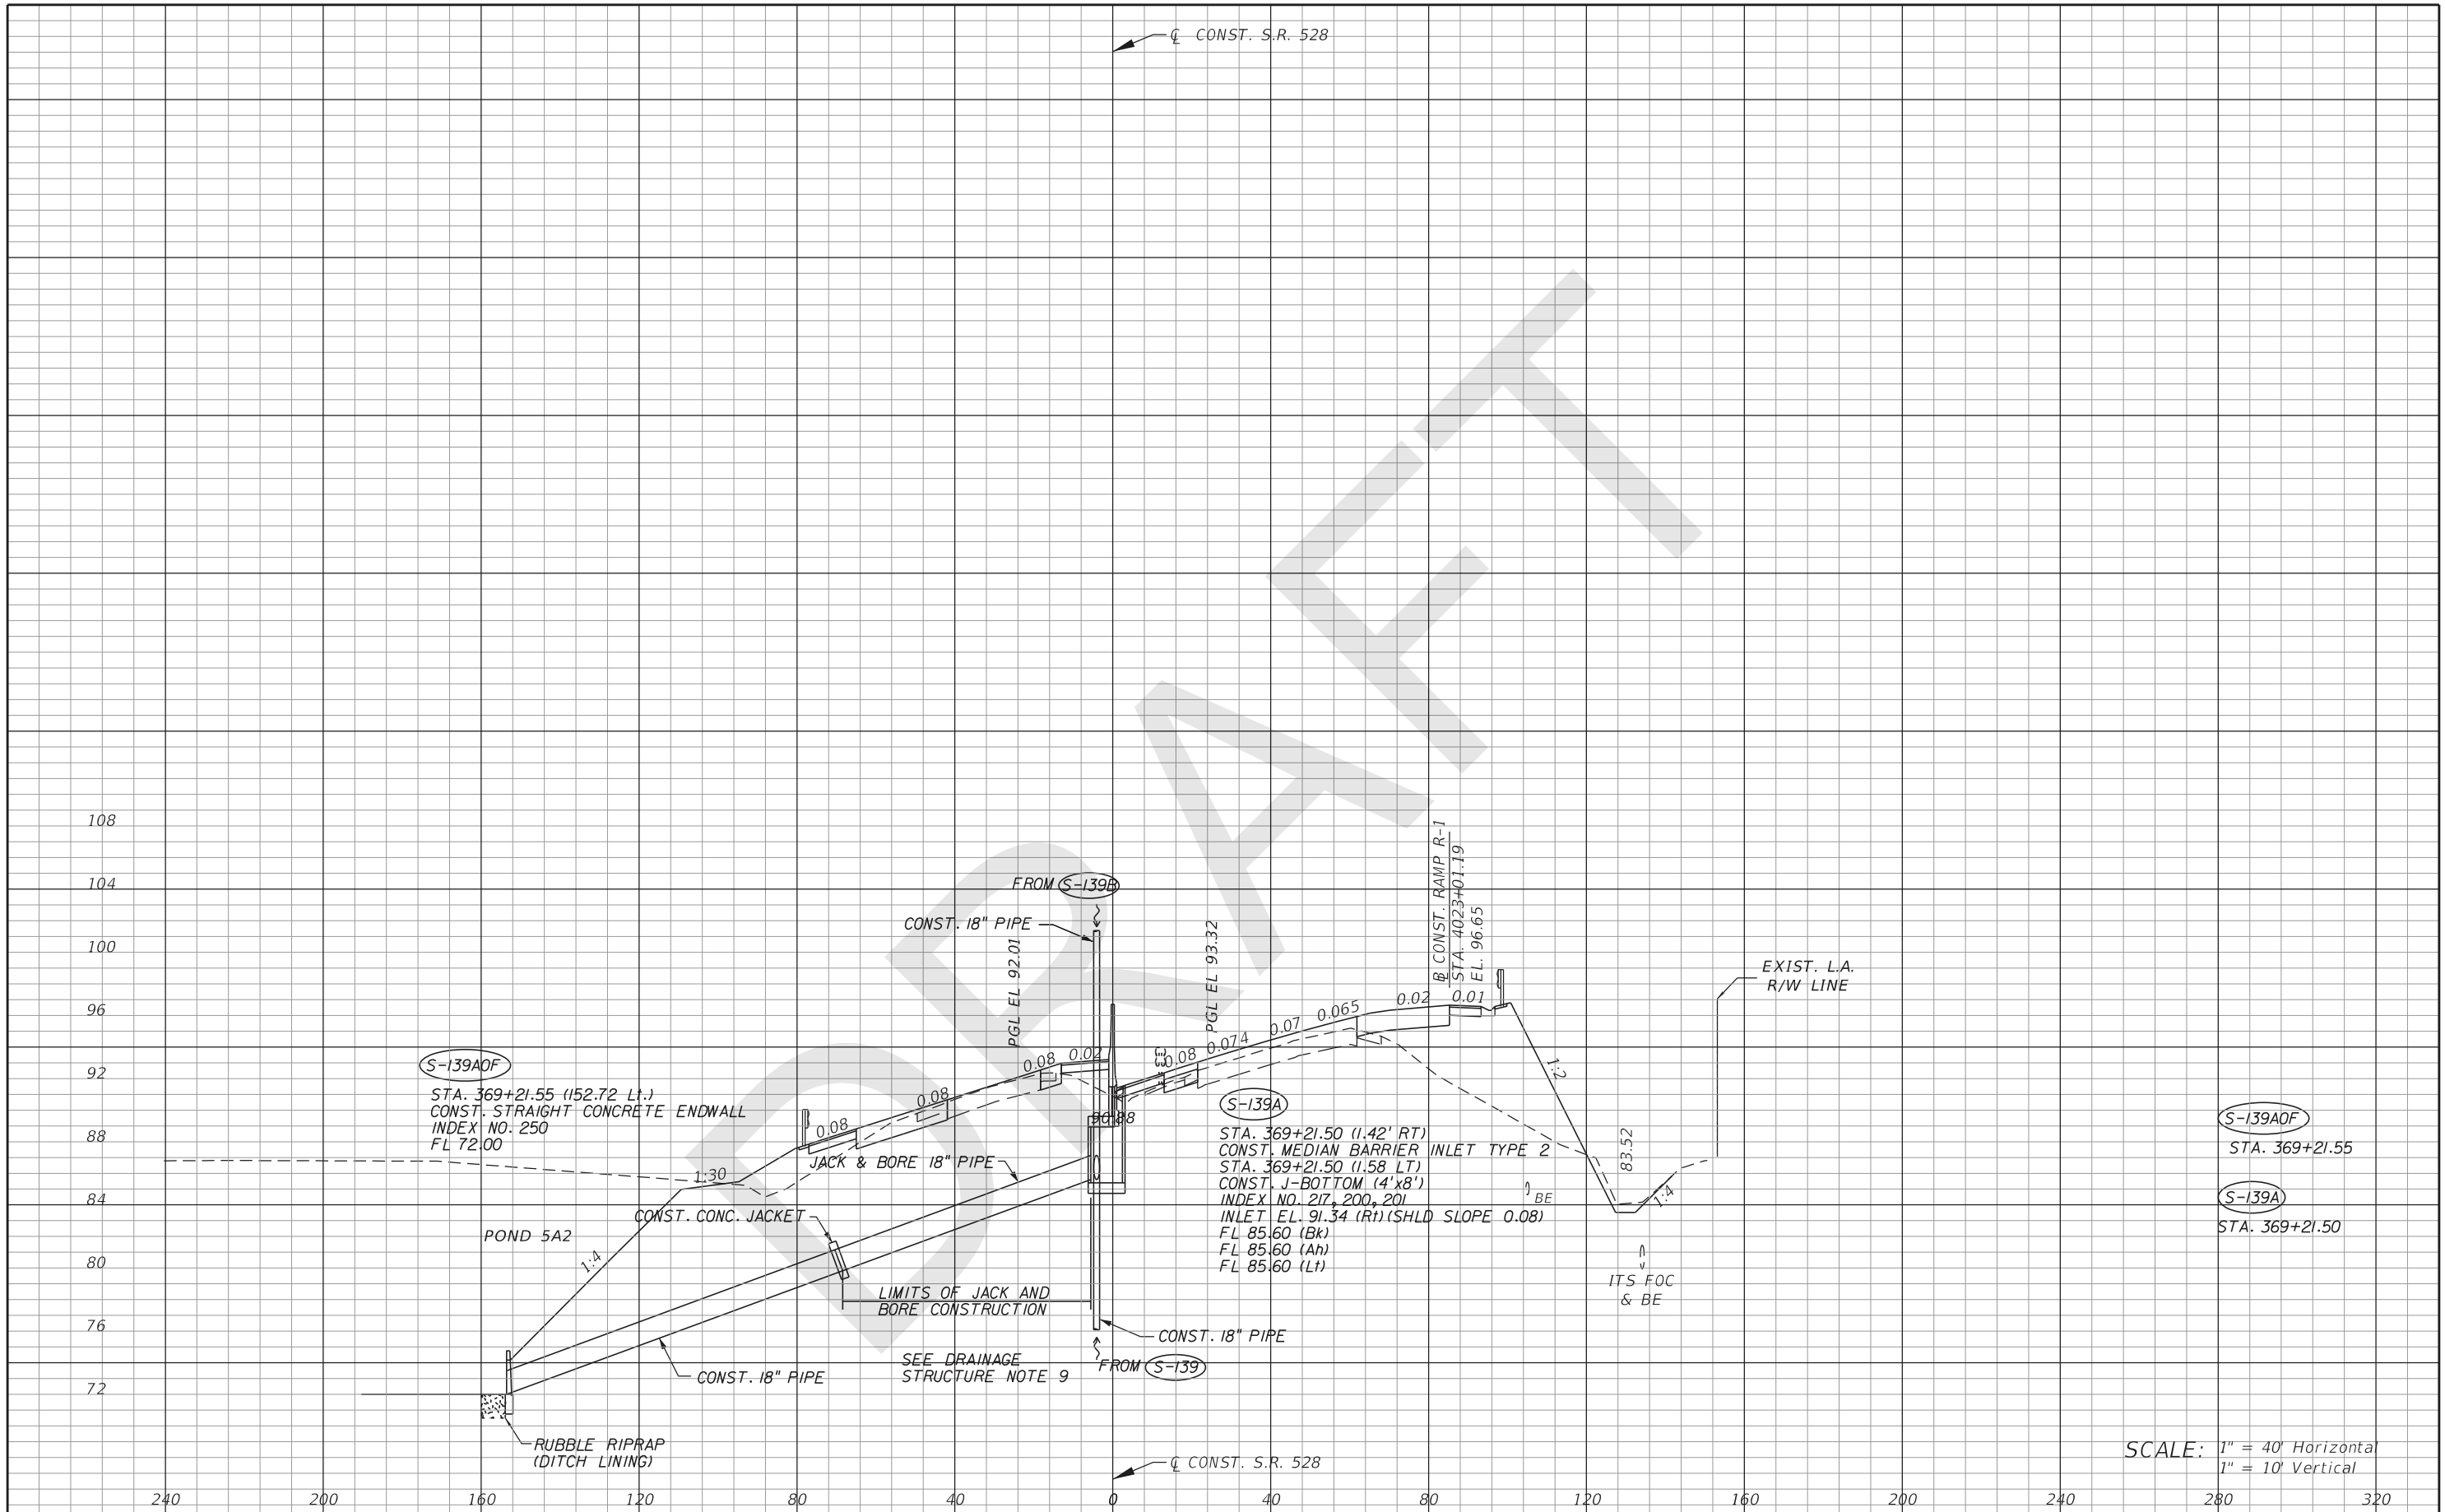 ℄ CONST. S.R. 528
DRAFT
108
104
100
96
92
88
84
80
76
72
FROM S-139B
CONST. 18" PIPE
PGL EL 92.01
PGL EL 93.32
℄ CONST. RAMP R-1
STA. 4023+01.19
EL. 96.65
EXIST. L.A.
R/W LINE
0.08
0.08
0.08
0.02
0.08
0.074
0.07
0.065
0.02
0.01
1:2
1:4
83.52
90.88
S-139AOF
STA. 369+21.55 (152.72 Lt.)
CONST. STRAIGHT CONCRETE ENDWALL
INDEX NO. 250
FL 72.00
JACK & BORE 18" PIPE
1:30
1:4
POND 5A2
CONST. CONC. JACKET
LIMITS OF JACK AND
BORE CONSTRUCTION
S-139A
STA. 369+21.50 (1.42' RT)
CONST. MEDIAN BARRIER INLET TYPE 2
STA. 369+21.50 (1.58 LT)
CONST. J-BOTTOM (4'x8')
INDEX NO. 217, 200, 201
INLET EL. 91.34 (Rt) (SHLD SLOPE 0.08)
FL 85.60 (Bk)
FL 85.60 (Ah)
FL 85.60 (Lt)
BE
ITS FOC
& BE
S-139AOF
STA. 369+21.55
S-139A
STA. 369+21.50
CONST. 18" PIPE
FROM S-139
CONST. 18" PIPE
SEE DRAINAGE
STRUCTURE NOTE 9
RUBBLE RIPRAP
(DITCH LINING)
℄ CONST. S.R. 528
SCALE: 1" = 40' Horizontal
1" = 10' Vertical
240 200 160 120 80 40 0 40 80 120 160 200 240 280 320